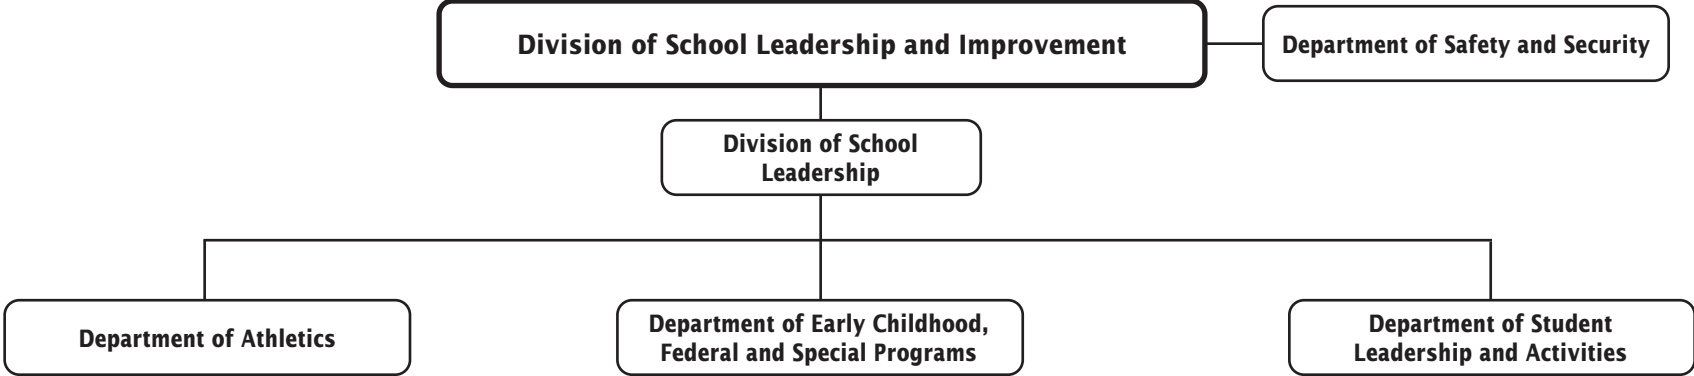 Division of School Leadership and Improvement
Department of Safety and Security
Division of School
Leadership
Department of Athletics
Department of Early Childhood,
Federal and Special Programs
Department of Student
Leadership and Activities